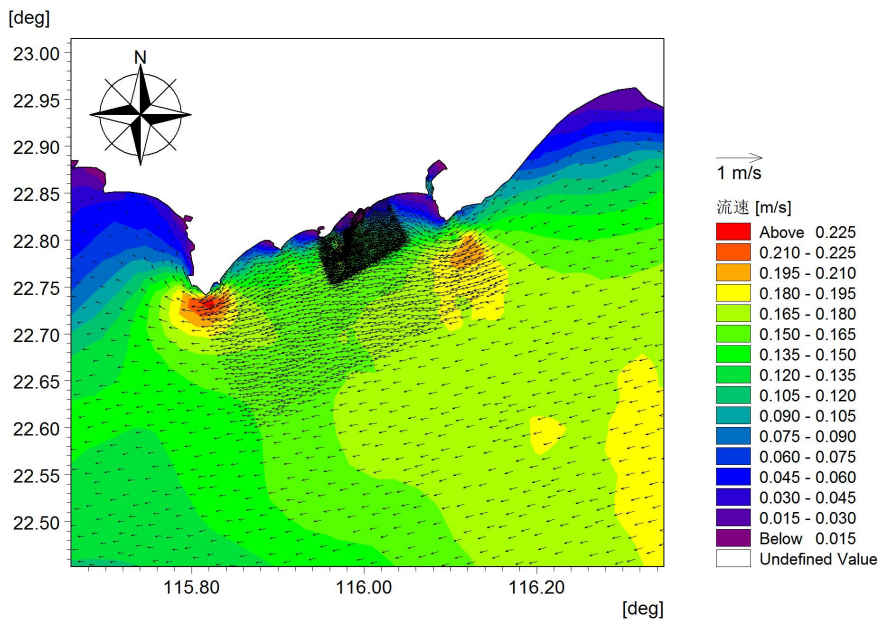 [deg]
23.00
22.95
22.90
22.85
22.80
22.75
22.70
22.65
22.60
22.55
22.50
N
115.80
116.00
116.20
[deg]
1 m/s
流速 [m/s]
Above 0.225
0.210 - 0.225
0.195 - 0.210
0.180 - 0.195
0.165 - 0.180
0.150 - 0.165
0.135 - 0.150
0.120 - 0.135
0.105 - 0.120
0.090 - 0.105
0.075 - 0.090
0.060 - 0.075
0.045 - 0.060
0.030 - 0.045
0.015 - 0.030
Below 0.015
Undefined Value